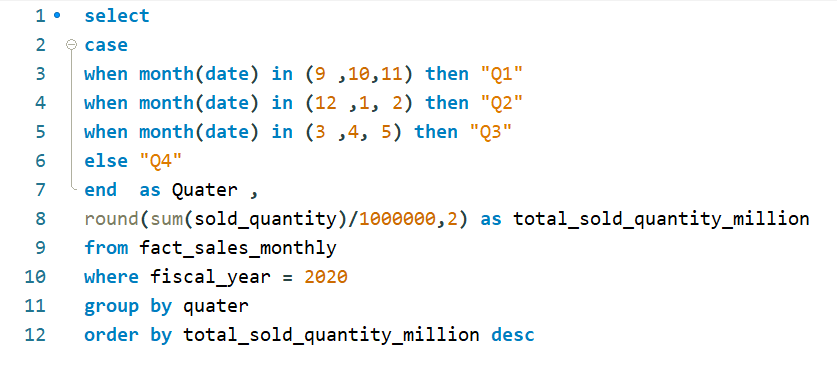 1 select
2 case
3 when month(date) in (9 ,10,11) then "Q1"
4 when month(date) in (12 ,1, 2) then "Q2"
5 when month(date) in (3 ,4, 5) then "Q3"
6 else "Q4"
7 end  as Quater ,
8 round(sum(sold_quantity)/1000000,2) as total_sold_quantity_million
9 from fact_sales_monthly
10 where fiscal_year = 2020
11 group by quater
12 order by total_sold_quantity_million desc